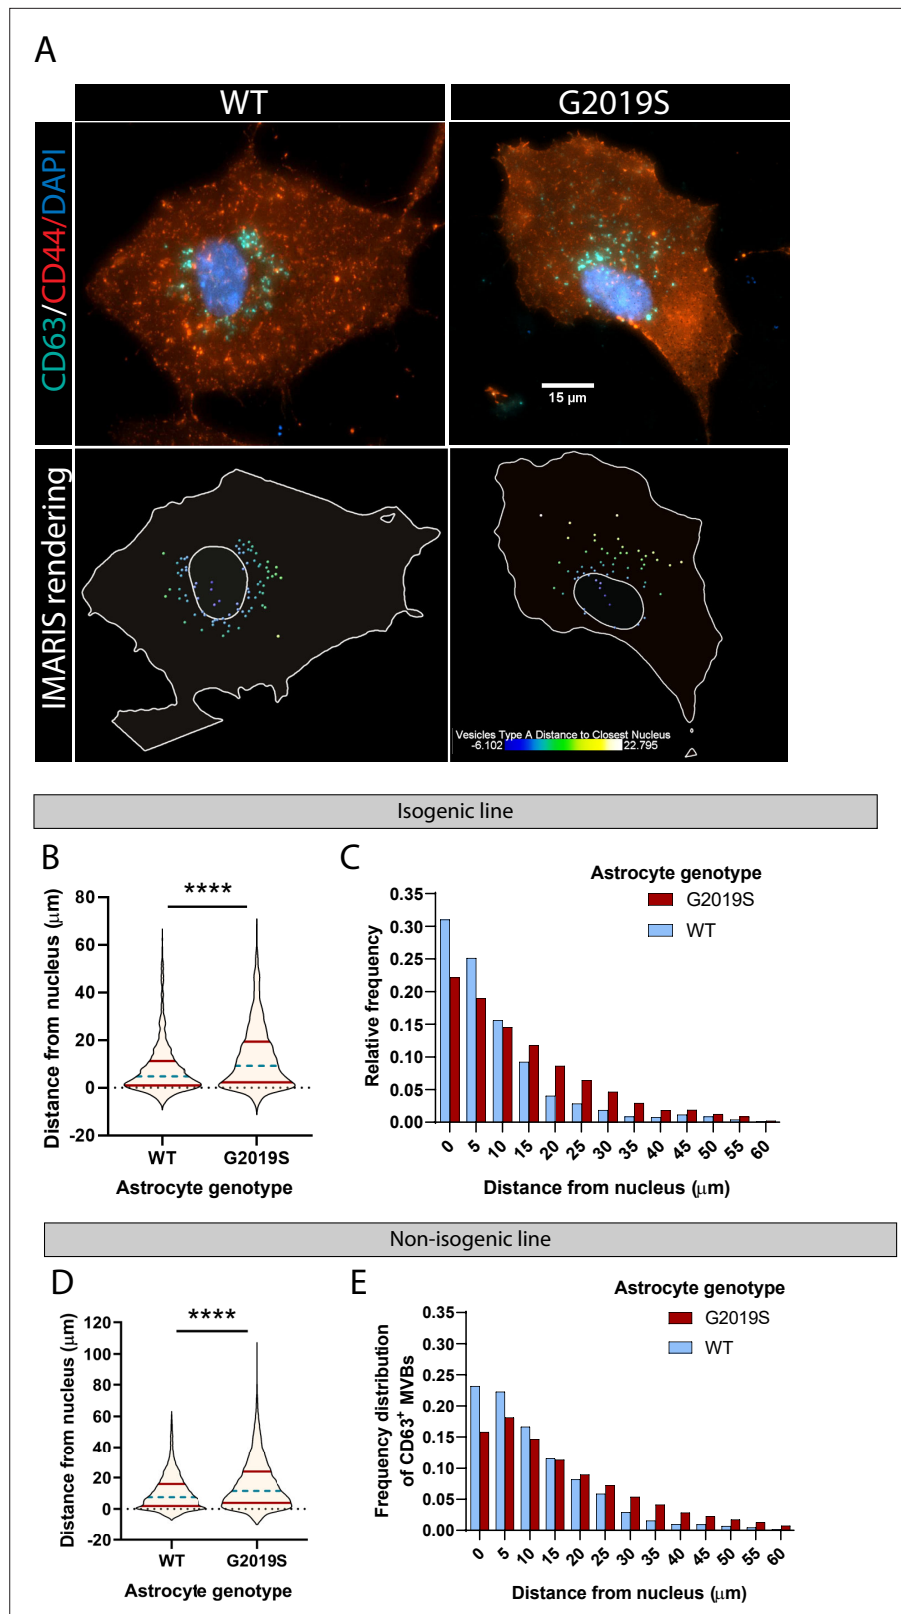 A
WT
G2019S
CD63/CD44/DAPI
15 µm
IMARIS rendering
Vesicles Type A Distance to Closest Nucleus
-6.102
22.795
Isogenic line
B
****
Distance from nucleus (µm)
80
60
40
20
0
-20
WT
G2019S
Astrocyte genotype
C
Astrocyte genotype
G2019S
WT
Relative frequency
0.35
0.30
0.25
0.20
0.15
0.10
0.05
0.00
0 5 10 15 20 25 30 35 40 45 50 55 60
Distance from nucleus (µm)
Non-isogenic line
D
****
Distance from nucleus (µm)
120
100
80
60
40
20
0
-20
WT
G2019S
Astrocyte genotype
E
Astrocyte genotype
G2019S
WT
Frequency distribution
of CD63⁺ MVBs
0.35
0.30
0.25
0.20
0.15
0.10
0.05
0.00
0 5 10 15 20 25 30 35 40 45 50 55 60
Distance from nucleus (µm)